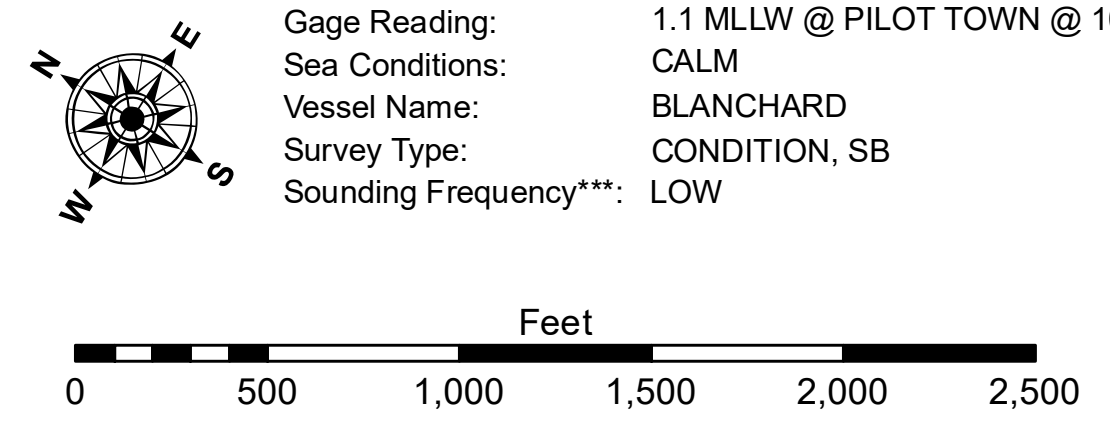 N
E
S
W
Gage Reading: 1.1 MLLW @ PILOT TOWN @
Sea Conditions: CALM
Vessel Name: BLANCHARD
Survey Type: CONDITION, SB
Sounding Frequency***: LOW
Feet
0 500 1,000 1,500 2,000 2,500